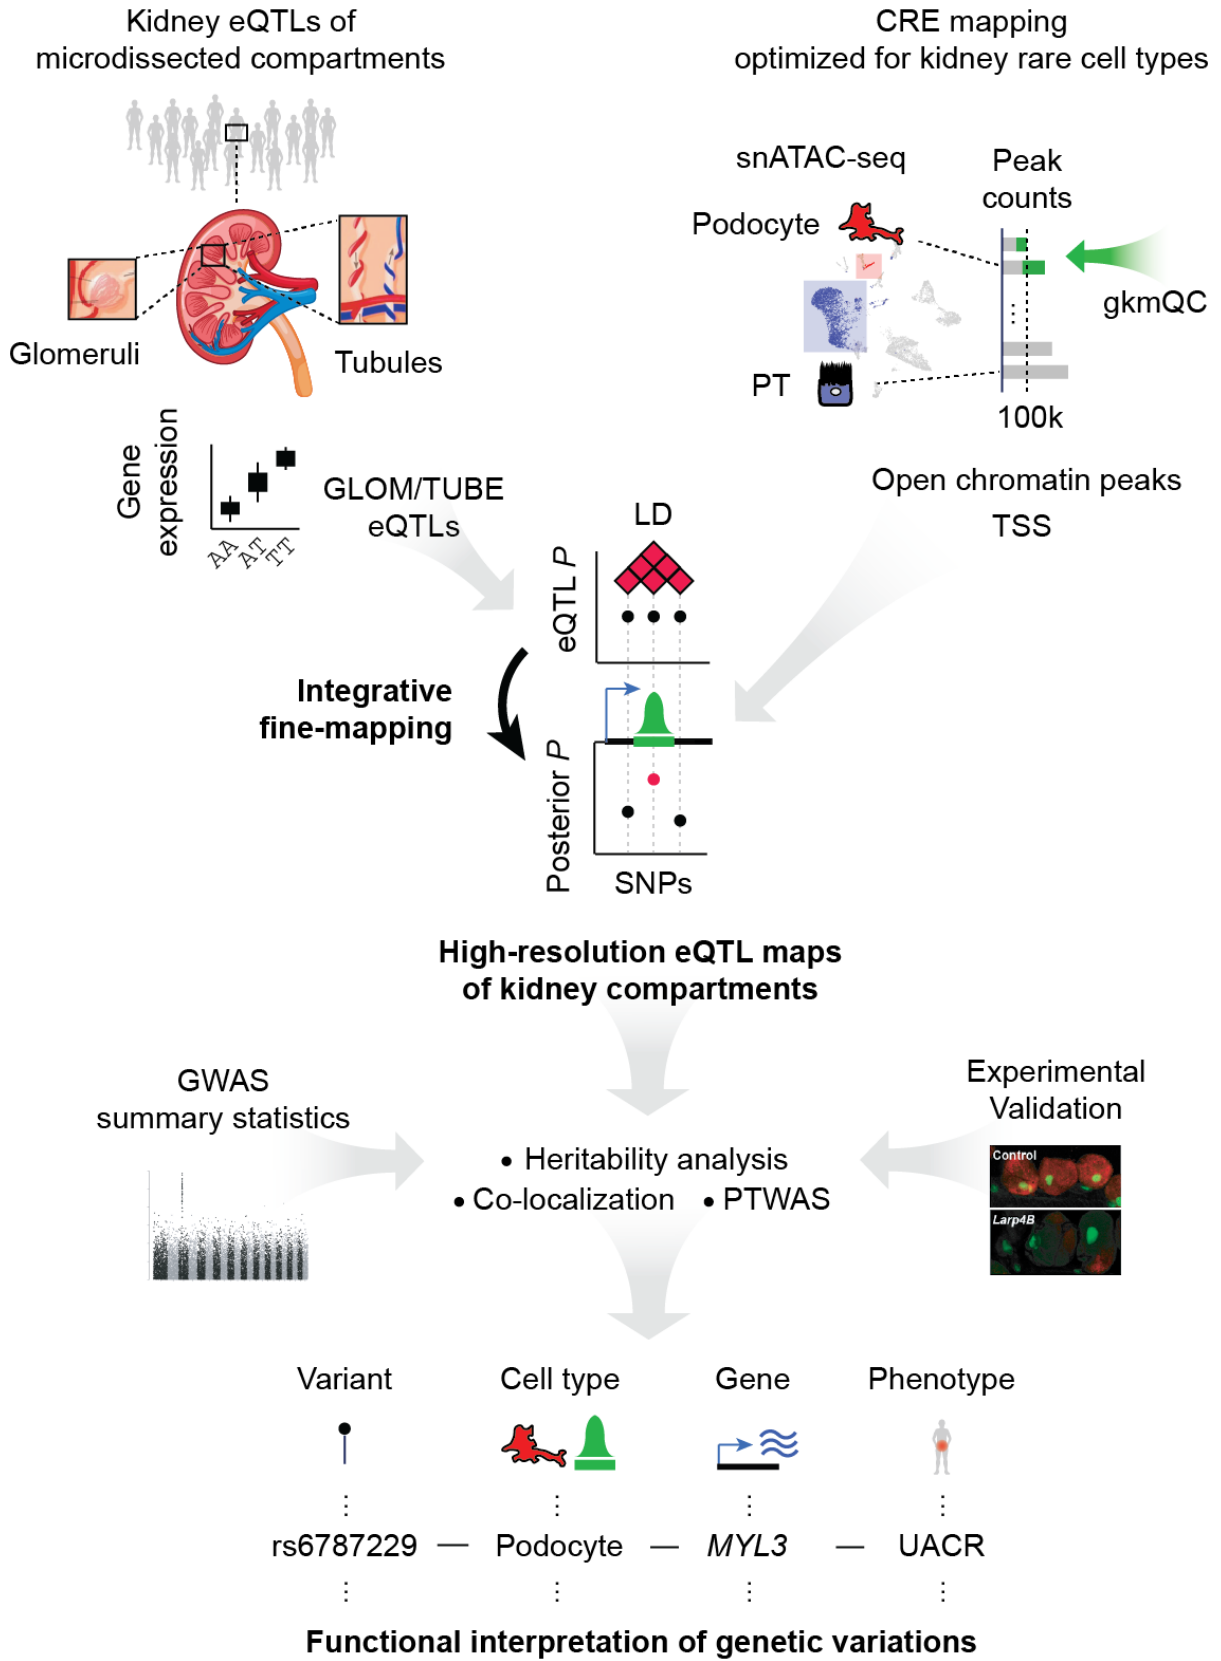 Kidney eQTLs of
microdissected compartments
Glomeruli
Tubules
Gene
expression
AA
AT
TT
GLOM/TUBE
eQTLs
CRE mapping
optimized for kidney rare cell types
snATAC-seq
Peak
counts
Podocyte
gkmQC
PT
100k
Open chromatin peaks
TSS
LD
eQTL P
Integrative
fine-mapping
Posterior P
SNPs
High-resolution eQTL maps
of kidney compartments
GWAS
summary statistics
Experimental
Validation
Control
Larp4B
• Heritability analysis
• Co-localization • PTWAS
Variant Cell type Gene Phenotype
rs6787229 — Podocyte — MYL3 — UACR
Functional interpretation of genetic variations